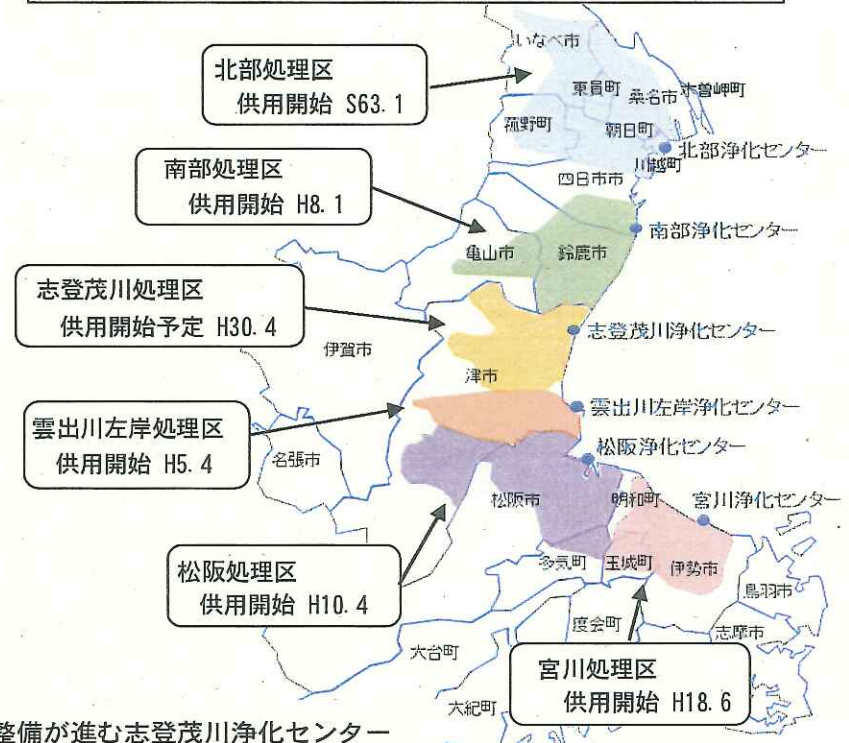 いなべ市
北部処理区
供用開始 S63.1
東員町
桑名市
木曽岬町
菰野町
朝日町
川越町
北部浄化センター
四日市市
南部処理区
供用開始 H8.1
南部浄化センター
亀山市
鈴鹿市
志登茂川処理区
供用開始予定 H30.4
志登茂川浄化センター
伊賀市
津市
雲出川左岸処理区
供用開始 H5.4
雲出川左岸浄化センター
松阪浄化センター
名張市
松阪市
明和町
宮川浄化センター
松阪処理区
供用開始 H10.4
多気町
玉城町
伊勢市
鳥羽市
度会町
志摩市
大台町
宮川処理区
供用開始 H18.6
大紀町
整備が進む志登茂川浄化センター